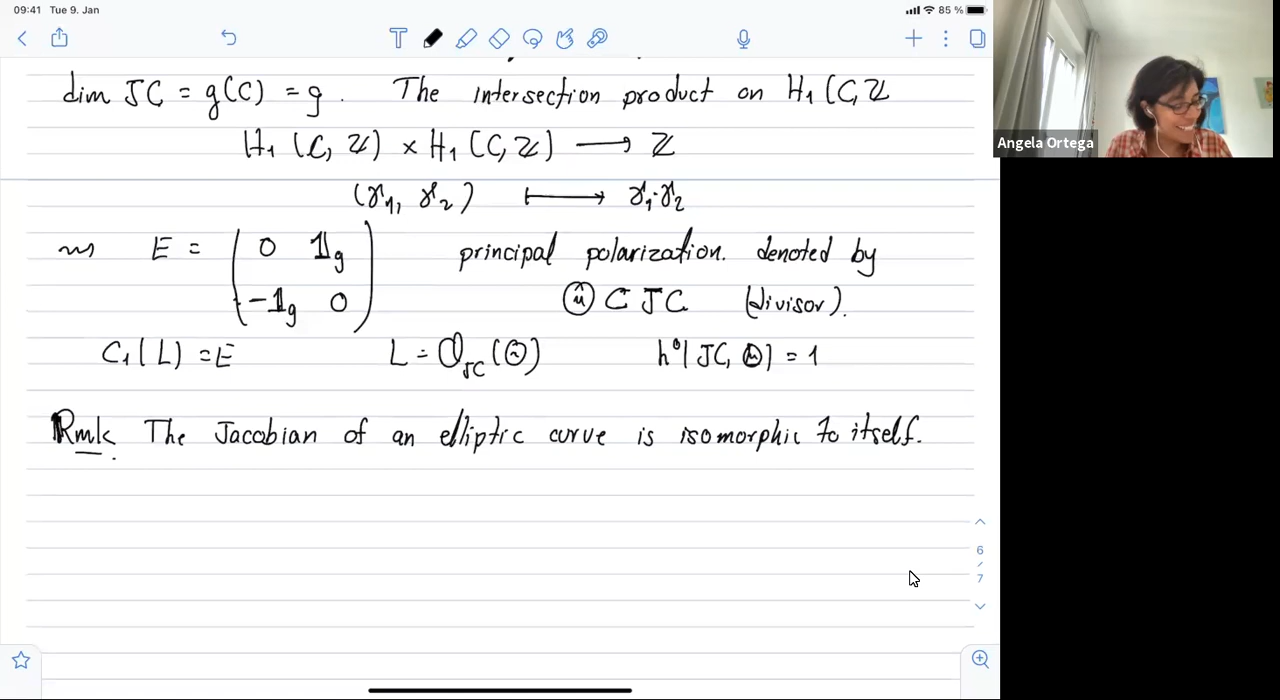 09:41 Tue 9. Jan 85 %
dim JC = g(C) = g. The intersection product on H₁(C, ℤ
H₁(C, ℤ) × H₁(C, ℤ) ⟶ ℤ
(γ₁, γ₂) ⟼ γ₁·γ₂
Angela Ortega
⇝ E = ( 0 𝟙g principal polarization. denoted by
-𝟙g 0 ) Θ ⊂ JC (divisor).
C₁(L) = E L = O_JC(Θ) h⁰(JC, Θ) = 1
Rmk. The Jacobian of an elliptic curve is isomorphic to itself.
6
/
7